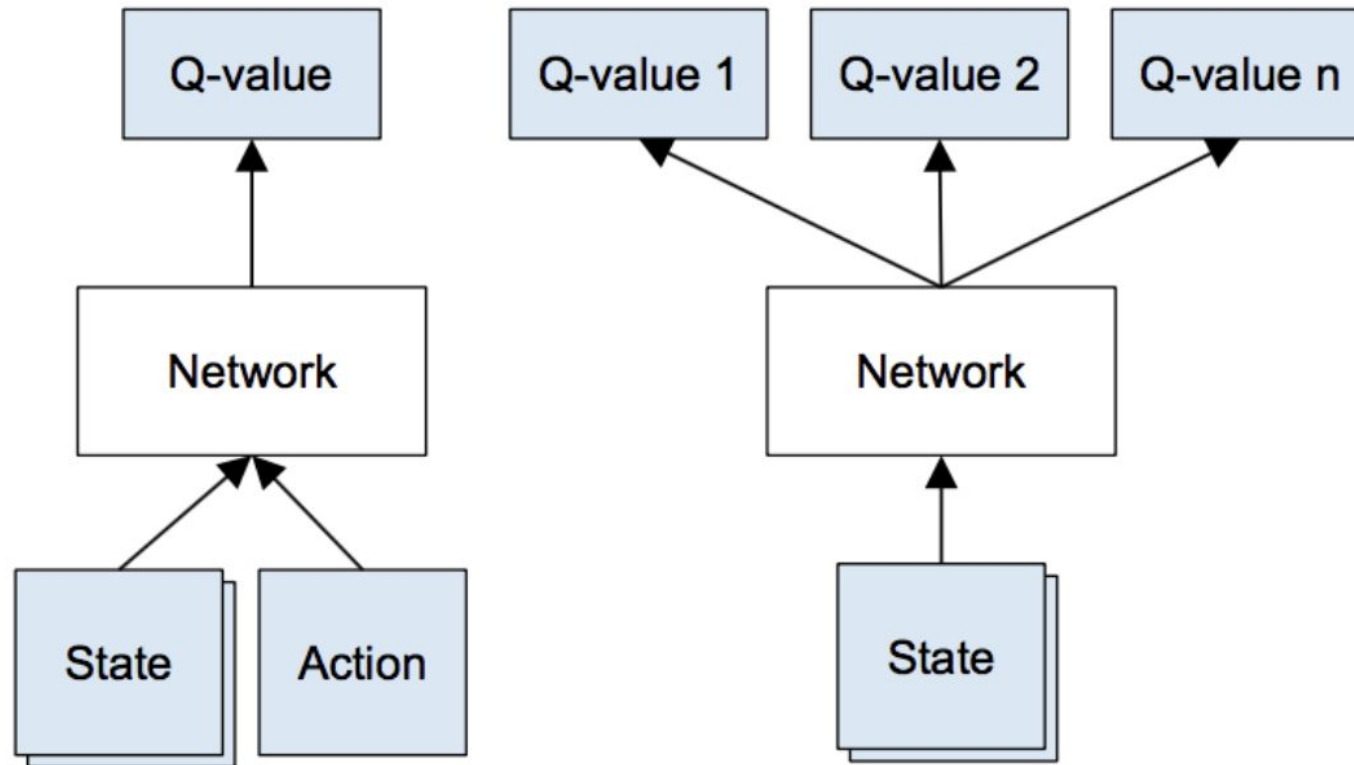 Q-value
Q-value 1
Q-value 2
Q-value n
Network
Network
State
Action
State